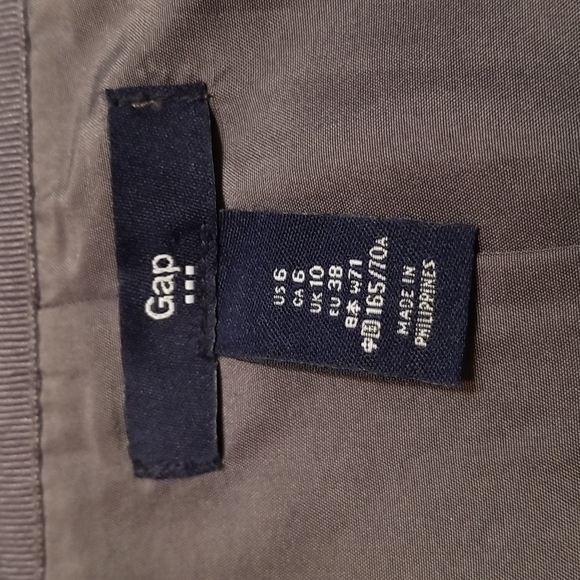 Gap
US 6
CA 6
UK 10
EU 38
日本 W71
中国 165/70A
MADE IN
PHILIPPINES